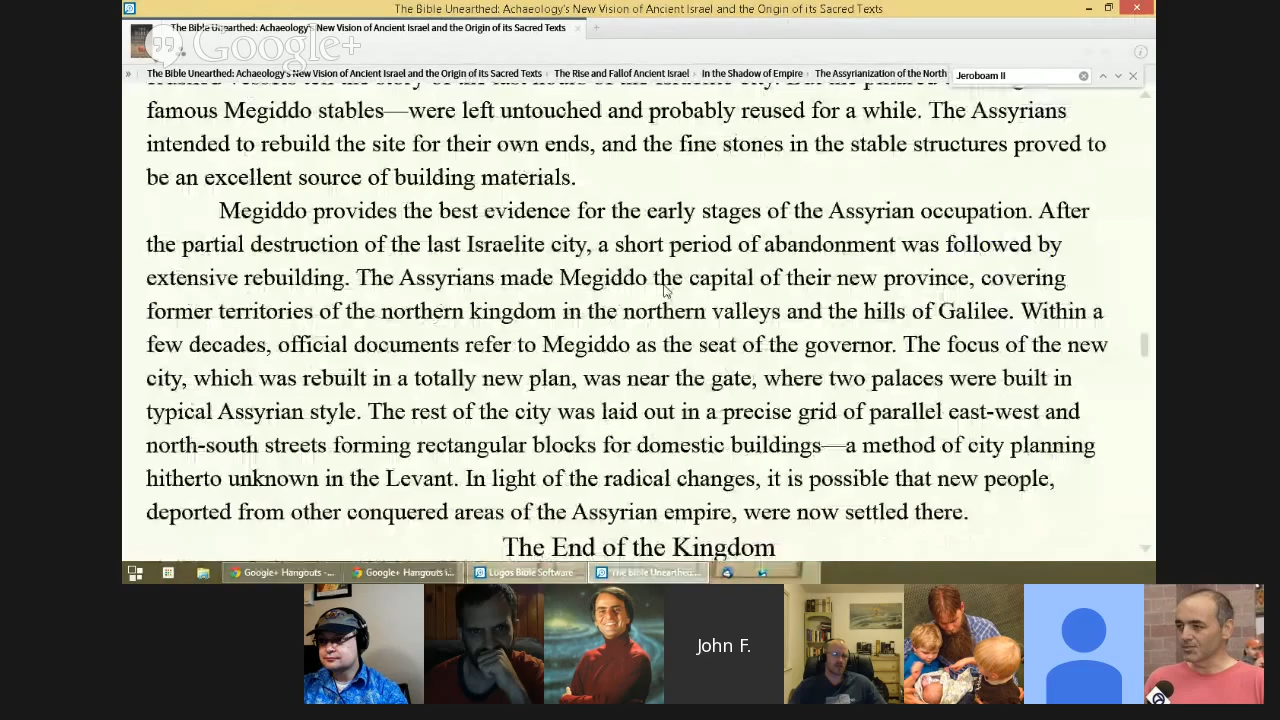 The Bible Unearthed: Achaeology's New Vision of Ancient Israel and the Origin of its Sacred Texts
The Bible Unearthed: Achaeology's New Vision of Ancient Israel and the Origin of its Sacred Texts
Google+
» The Bible Unearthed: Achaeology's New Vision of Ancient Israel and the Origin of its Sacred Texts › The Rise and Fallof Ancient Israel › In the Shadow of Empire › The Assyrianization of the North
Jeroboam II
famous Megiddo stables—were left untouched and probably reused for a while. The Assyrians
intended to rebuild the site for their own ends, and the fine stones in the stable structures proved to
be an excellent source of building materials.
Megiddo provides the best evidence for the early stages of the Assyrian occupation. After
the partial destruction of the last Israelite city, a short period of abandonment was followed by
extensive rebuilding. The Assyrians made Megiddo the capital of their new province, covering
former territories of the northern kingdom in the northern valleys and the hills of Galilee. Within a
few decades, official documents refer to Megiddo as the seat of the governor. The focus of the new
city, which was rebuilt in a totally new plan, was near the gate, where two palaces were built in
typical Assyrian style. The rest of the city was laid out in a precise grid of parallel east-west and
north-south streets forming rectangular blocks for domestic buildings—a method of city planning
hitherto unknown in the Levant. In light of the radical changes, it is possible that new people,
deported from other conquered areas of the Assyrian empire, were now settled there.
The End of the Kingdom
Google+ Hangouts -...
Google+ Hangouts i...
Logos Bible Software
The Bible Unearthe...
John F.
7